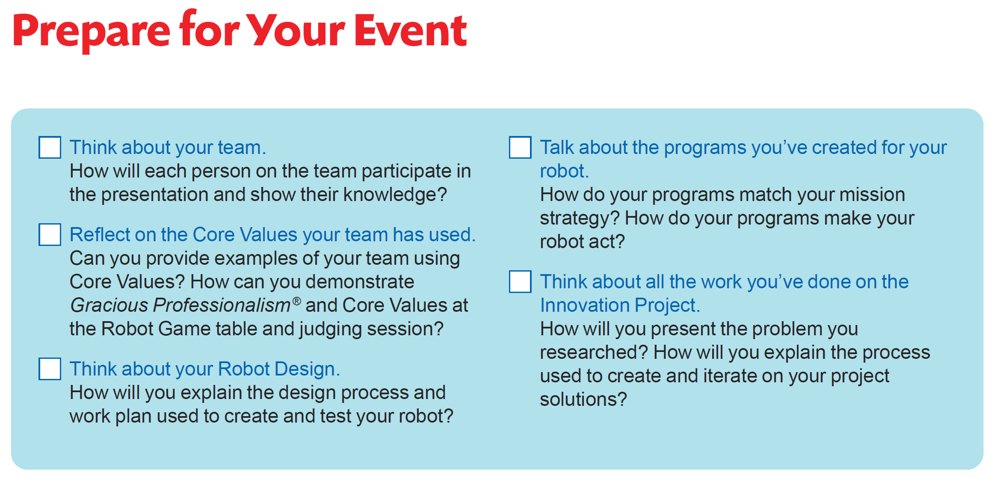 Prepare for Your Event
Think about your team.
How will each person on the team participate in
the presentation and show their knowledge?
Reflect on the Core Values your team has used.
Can you provide examples of your team using
Core Values? How can you demonstrate
Gracious Professionalism® and Core Values at
the Robot Game table and judging session?
Think about your Robot Design.
How will you explain the design process and
work plan used to create and test your robot?
Talk about the programs you’ve created for your
robot.
How do your programs match your mission
strategy? How do your programs make your
robot act?
Think about all the work you’ve done on the
Innovation Project.
How will you present the problem you
researched? How will you explain the process
used to create and iterate on your project
solutions?